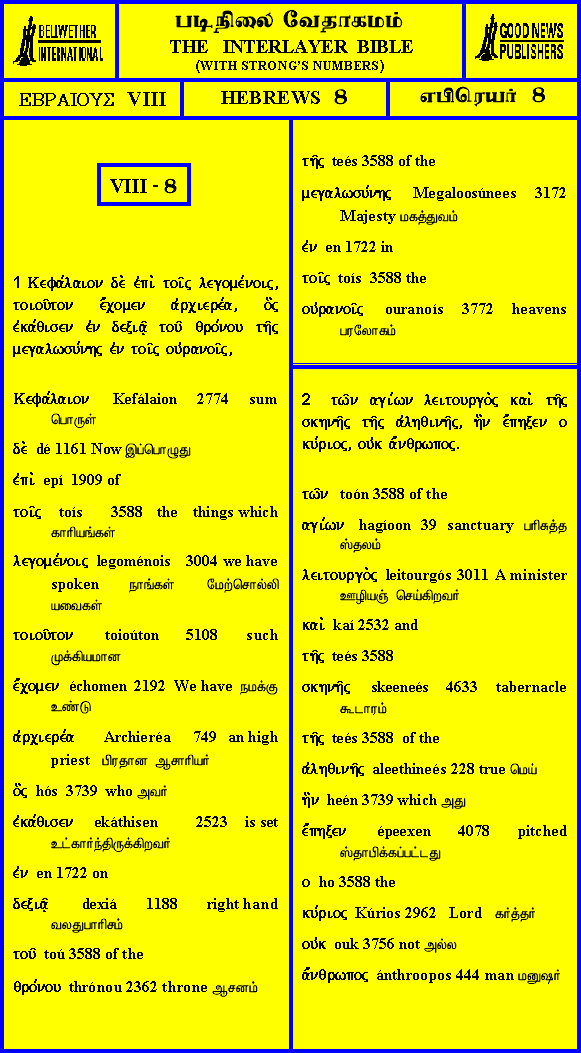 BELLWETHER
INTERNATIONAL
படிநிலை வேதாகமம்
THE INTERLAYER BIBLE
(WITH STRONG'S NUMBERS)
GOOD NEWS
PUBLISHERS
ΕΒΡΑΙΟΥΣ VIII
HEBREWS 8
எபிரெயர் 8
VIII - 8
1 Κεφάλαιον δὲ ἐπὶ τοῖς λεγομένοις,
τοιοῦτον ἔχομεν ἀρχιερέα, ὃς
ἐκάθισεν ἐν δεξιᾷ τοῦ θρόνου τῆς
μεγαλωσύνης ἐν τοῖς οὐρανοῖς,
Κεφάλαιον Kefálaion 2774 sum
பொருள்
δὲ dé 1161 Now இப்பொழுது
ἐπὶ epí 1909 of
τοῖς toís 3588 the things which
காரியங்கள்
λεγομένοις legoménois 3004 we have
spoken நாங்கள் மேற்சொல்லி
யவைகள்
τοιοῦτον toioúton 5108 such
முக்கியமான
ἔχομεν échomen 2192 We have நமக்கு
உண்டு
ἀρχιερέα Archieréa 749 an high
priest பிரதான ஆசாரியர்
ὃς hós 3739 who அவர்
ἐκάθισεν ekáthisen 2523 is set
உட்கார்ந்திருக்கிறவர்
ἐν en 1722 on
δεξιᾷ dexiá 1188 right hand
வலதுபாரிசம்
τοῦ toú 3588 of the
θρόνου thrónou 2362 throne ஆசனம்
τῆς teés 3588 of the
μεγαλωσύνης Megaloosúnees 3172
Majesty மகத்துவம்
ἐν en 1722 in
τοῖς toís 3588 the
οὐρανοῖς ouranoís 3772 heavens
பரலோகம்
2 τῶν αγίων λειτουργὸς καὶ τῆς
σκηνῆς τῆς ἀληθινῆς, ἣν ἔπηξεν ο
κύριος, οὐκ ἄνθρωπος.
τῶν toón 3588 of the
αγίων hagíoon 39 sanctuary பரிசுத்த
ஸ்தலம்
λειτουργὸς leitourgós 3011 A minister
ஊழியஞ் செய்கிறவர்
καὶ kaí 2532 and
τῆς teés 3588
σκηνῆς skeeneés 4633 tabernacle
கூடாரம்
τῆς teés 3588 of the
ἀληθινῆς aleethineés 228 true மெய்
ἣν heén 3739 which அது
ἔπηξεν épeexen 4078 pitched
ஸ்தாபிக்கப்பட்டது
ο ho 3588 the
κύριος Kúrios 2962 Lord கர்த்தர்
οὐκ ouk 3756 not அல்ல
ἄνθρωπος ánthroopos 444 man மனுஷர்